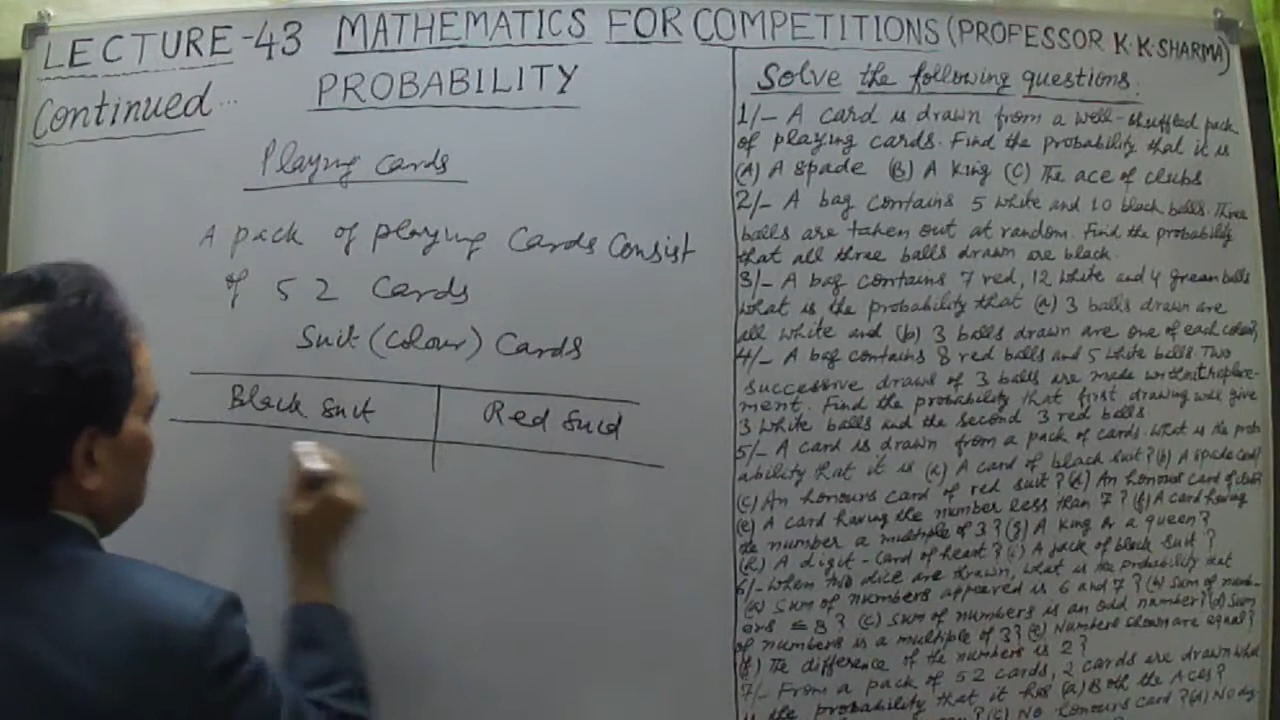 LECTURE-43 MATHEMATICS FOR COMPETITIONS (PROFESSOR K.K.SHARMA)
Continued... PROBABILITY
Playing cards
A pack of playing Cards Consist
of 52 Cards
Suit (Colour) Cards
Black Suit
Red Suid
Solve the following questions.
1/- A card is drawn from a well-shuffled pack
of playing cards. Find the probability that it is
(A) A spade (B) A King (C) The ace of clubs
2/- A bag contains 5 white and 10 black balls. Three
balls are taken out at random. Find the probability
that all three balls drawn are black.
3/- A bag contains 7 red, 12 white and 4 green balls
What is the probability that (a) 3 balls drawn are
all white and (b) 3 balls drawn are one of each colour,
4/- A bag contains 8 red balls and 5 white balls. Two
successive draws of 3 balls are made without replace-
ment. Find the probability that first drawing will give
3 white balls and the second 3 red balls
5/- A card is drawn from a pack of cards. What is the prob
ability that it is (a) A card of black suit? (b) A spade card
(c) An honours card of red suit? (d) An honours card of
(e) A card having the number less than 7? (f) A card having
the number a multiple of 3? (g) A King or a queen?
(h) A digit-card of heart? (i) A jack of black suit?
6/- When two dice are thrown, what is the probability that
(a) Sum of numbers appeared is 6 and 7? (b) Sum of numb-
ers ≤ 8? (c) Sum of numbers is an odd number? (d) Sum
of numbers is a multiple of 3? (e) Numbers shown are equal?
(f) The difference of the numbers is 2?
7/- From a pack of 52 cards, 2 cards are drawn what
is the probability that it has (a) Both the Aces?
(c) No honours card? (d) No